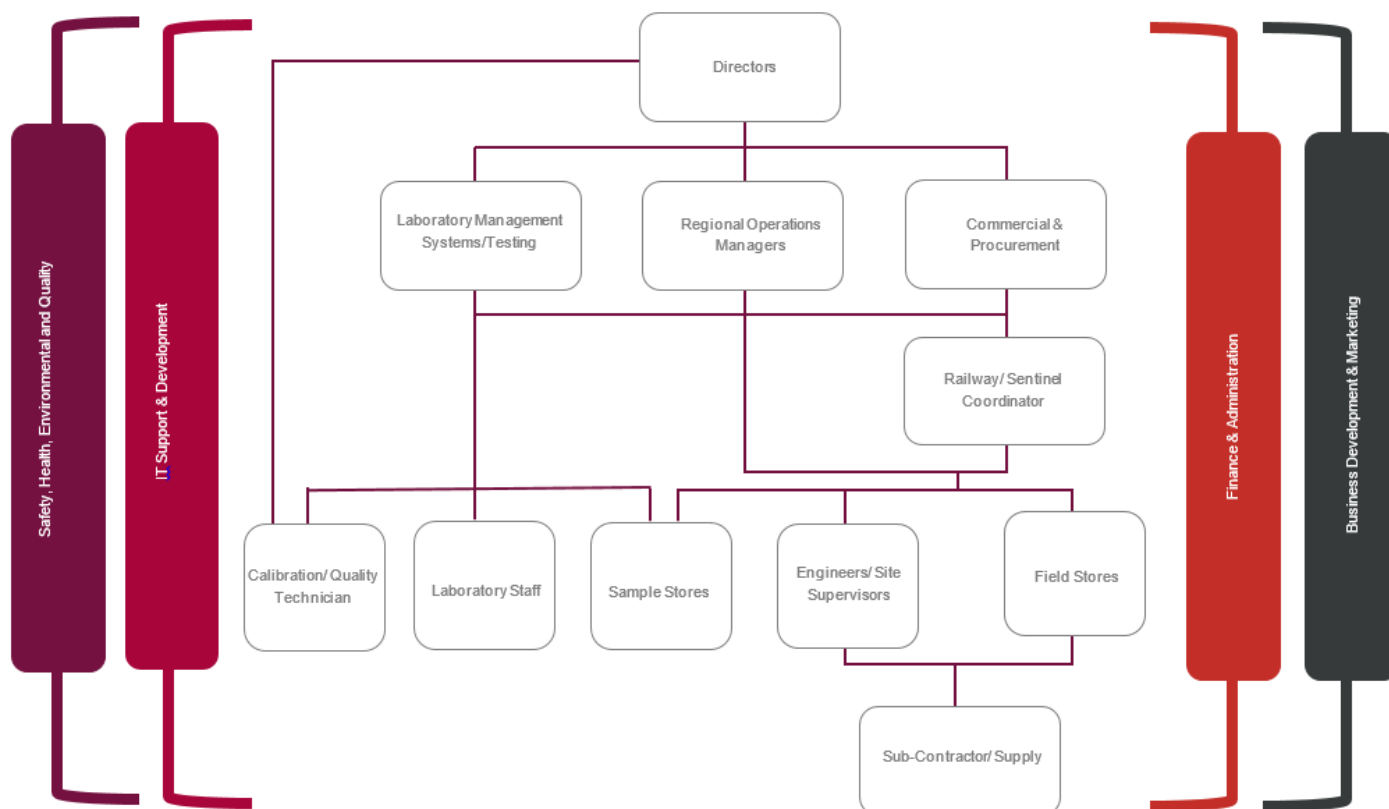 Safety, Health, Environmental and Quality
IT Support & Development
Directors
Laboratory Management
Systems/Testing
Regional Operations
Managers
Commercial &
Procurement
Railway/ Sentinel
Coordinator
Calibration/ Quality
Technician
Laboratory Staff
Sample Stores
Engineers/ Site
Supervisors
Field Stores
Sub-Contractor/ Supply
Finance & Administration
Business Development & Marketing